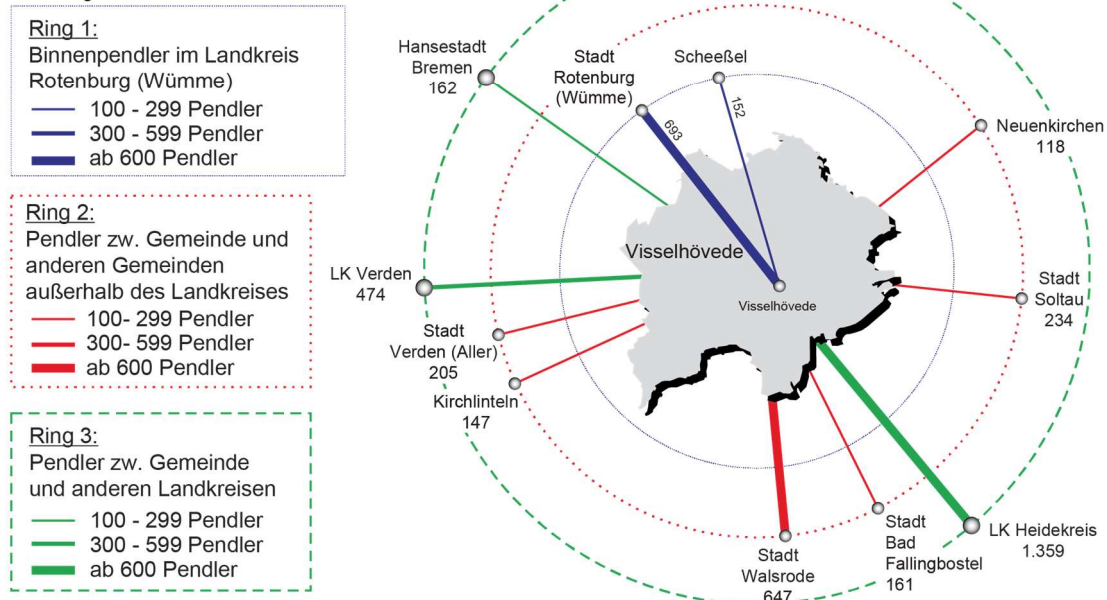 Ring 1:
Binnenpendler im Landkreis
Rotenburg (Wümme)
100 - 299 Pendler
300 - 599 Pendler
ab 600 Pendler
Ring 2:
Pendler zw. Gemeinde und
anderen Gemeinden
außerhalb des Landkreises
100- 299 Pendler
300- 599 Pendler
ab 600 Pendler
Ring 3:
Pendler zw. Gemeinde
und anderen Landkreisen
100 - 299 Pendler
300 - 599 Pendler
ab 600 Pendler
Hansestadt
Bremen
162
Stadt
Rotenburg
(Wümme)
693
Scheeßel
152
Neuenkirchen
118
Visselhövede
Visselhövede
LK Verden
474
Stadt
Verden (Aller)
205
Kirchlinteln
147
Stadt
Soltau
234
Stadt
Walsrode
647
Stadt
Bad
Fallingbostel
161
LK Heidekreis
1.359